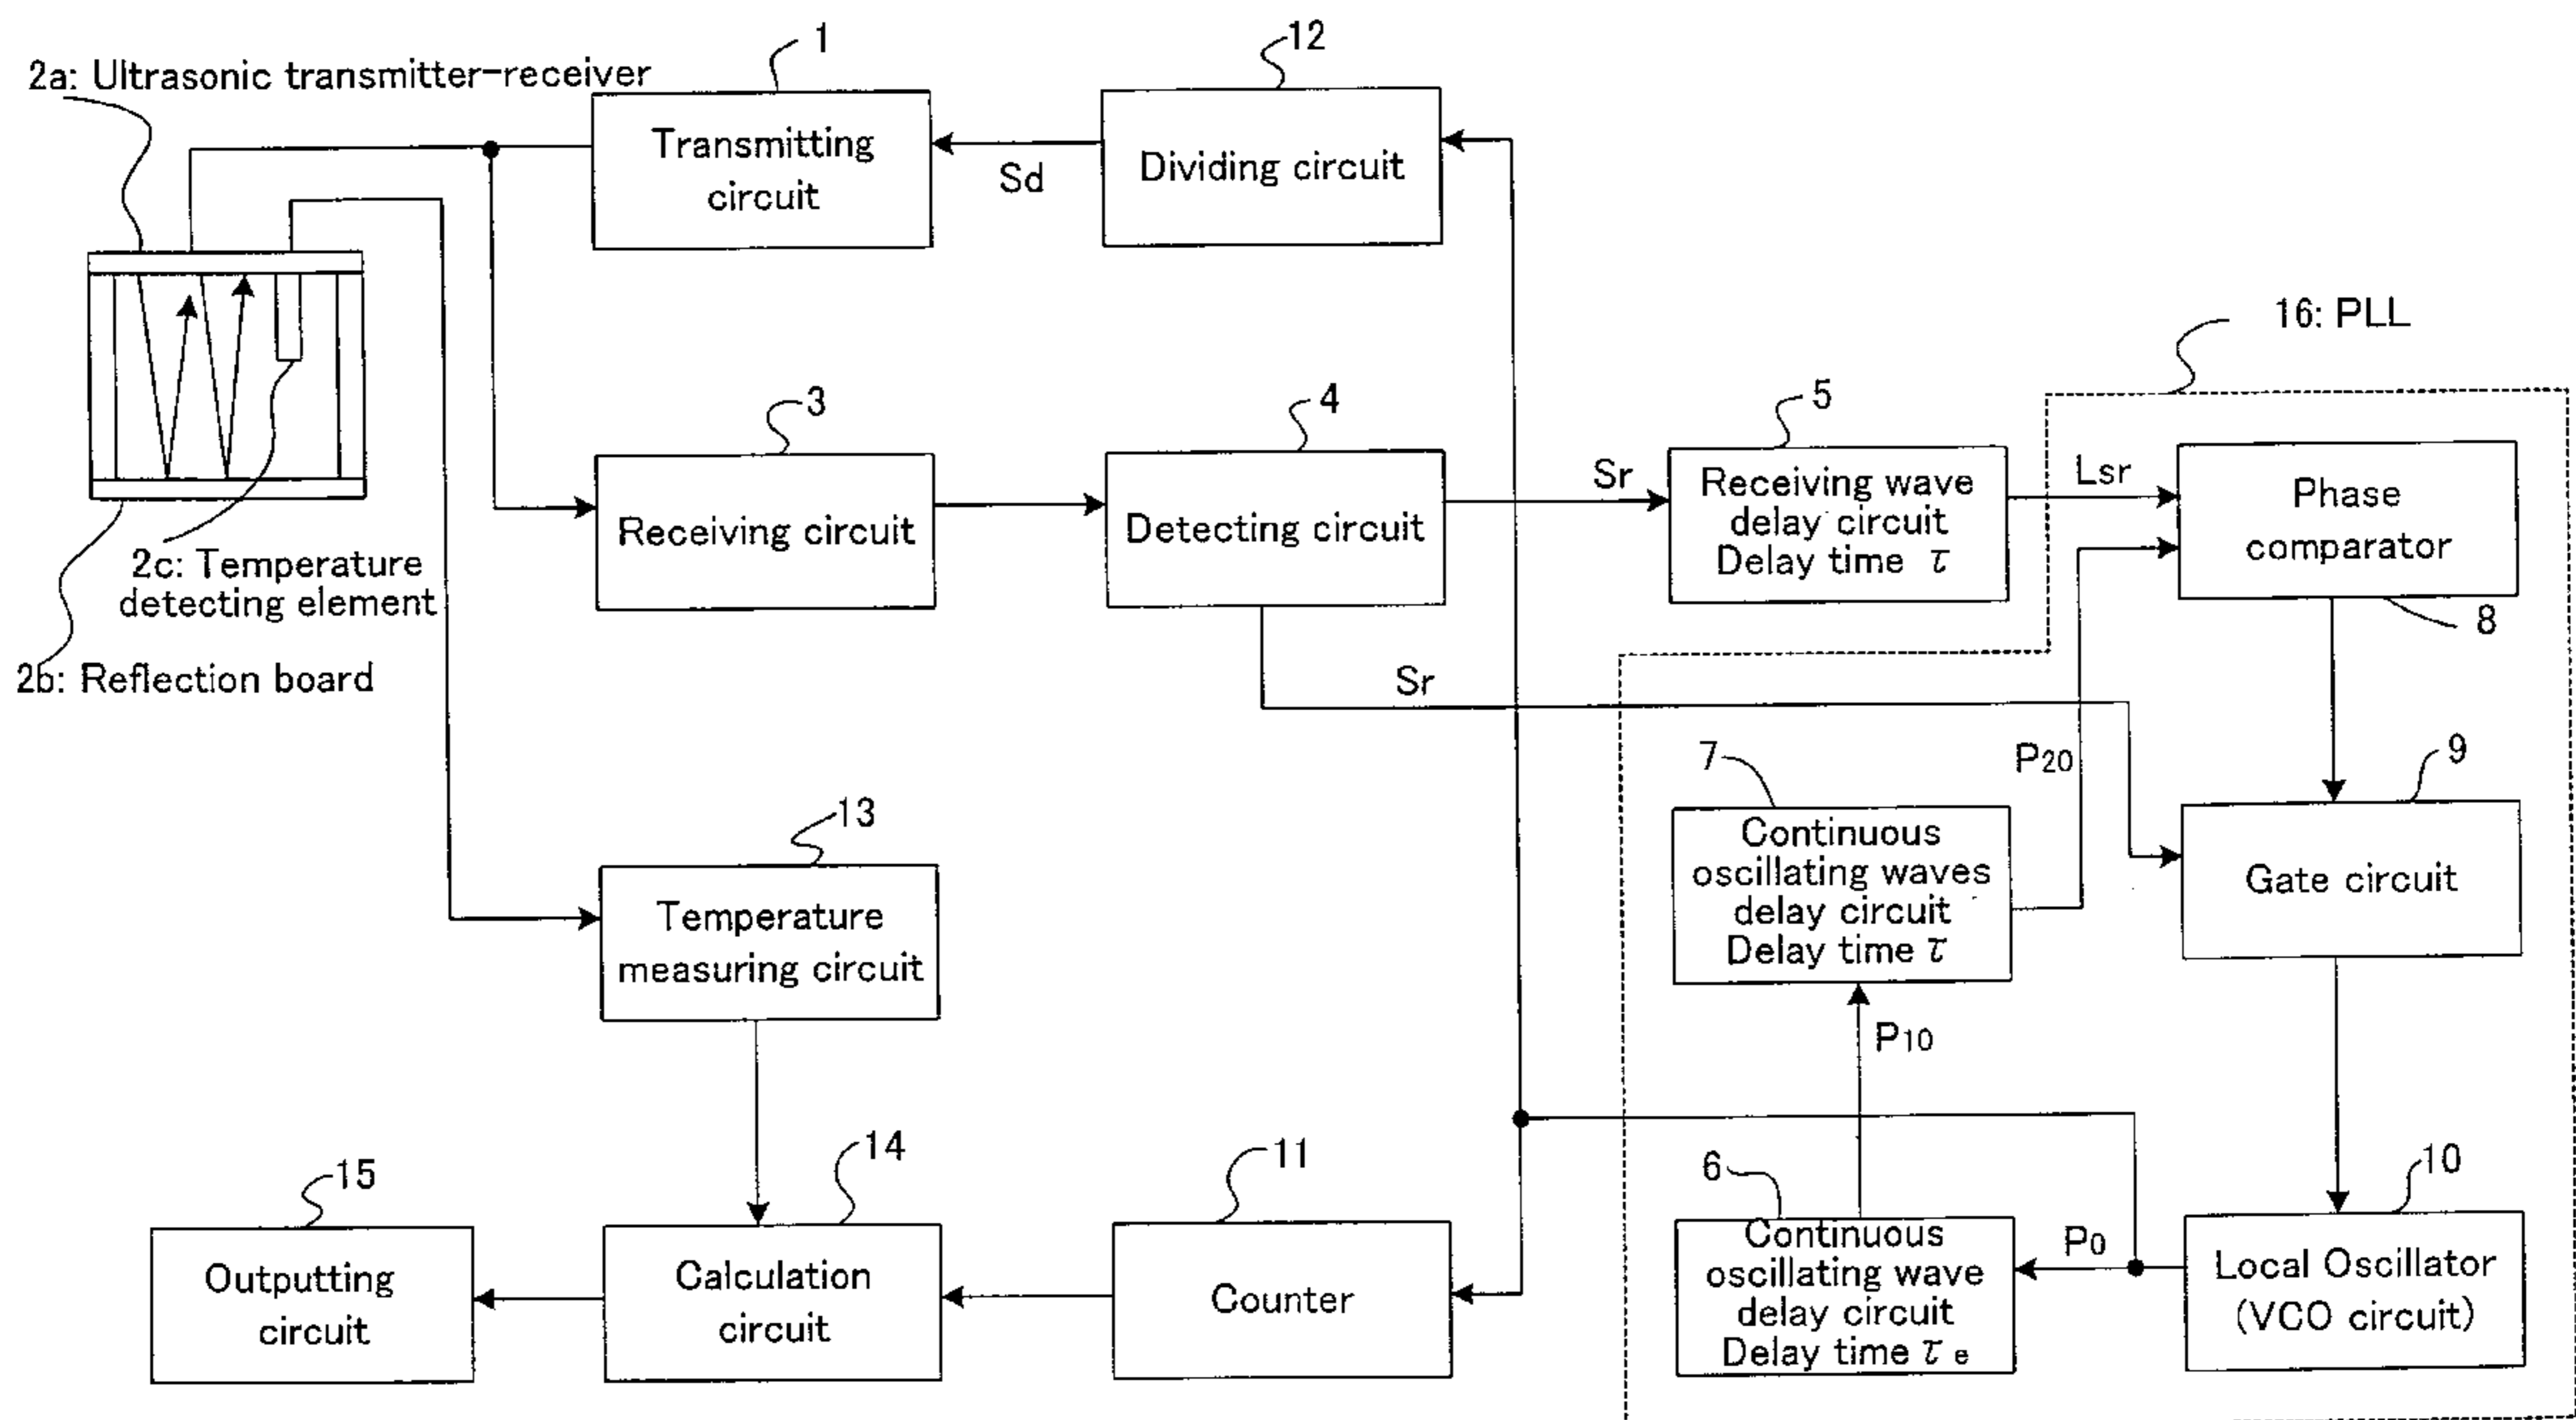 1
12
2a: Ultrasonic transmitter-receiver
Transmitting
circuit
Sd
Dividing circuit
16: PLL
3
4
5
Receiving circuit
Detecting circuit
Sr
Receiving wave
delay circuit
Delay time τ
Lsr
Phase
comparator
8
2c: Temperature
detecting element
2b: Reflection board
Sr
7
P20
9
Continuous
oscillating waves
delay circuit
Delay time τ
Gate circuit
13
Temperature
measuring circuit
P10
15
14
11
6
10
Outputting
circuit
Calculation
circuit
Counter
Continuous
oscillating wave
delay circuit
Delay time τe
P0
Local Oscillator
(VCO circuit)